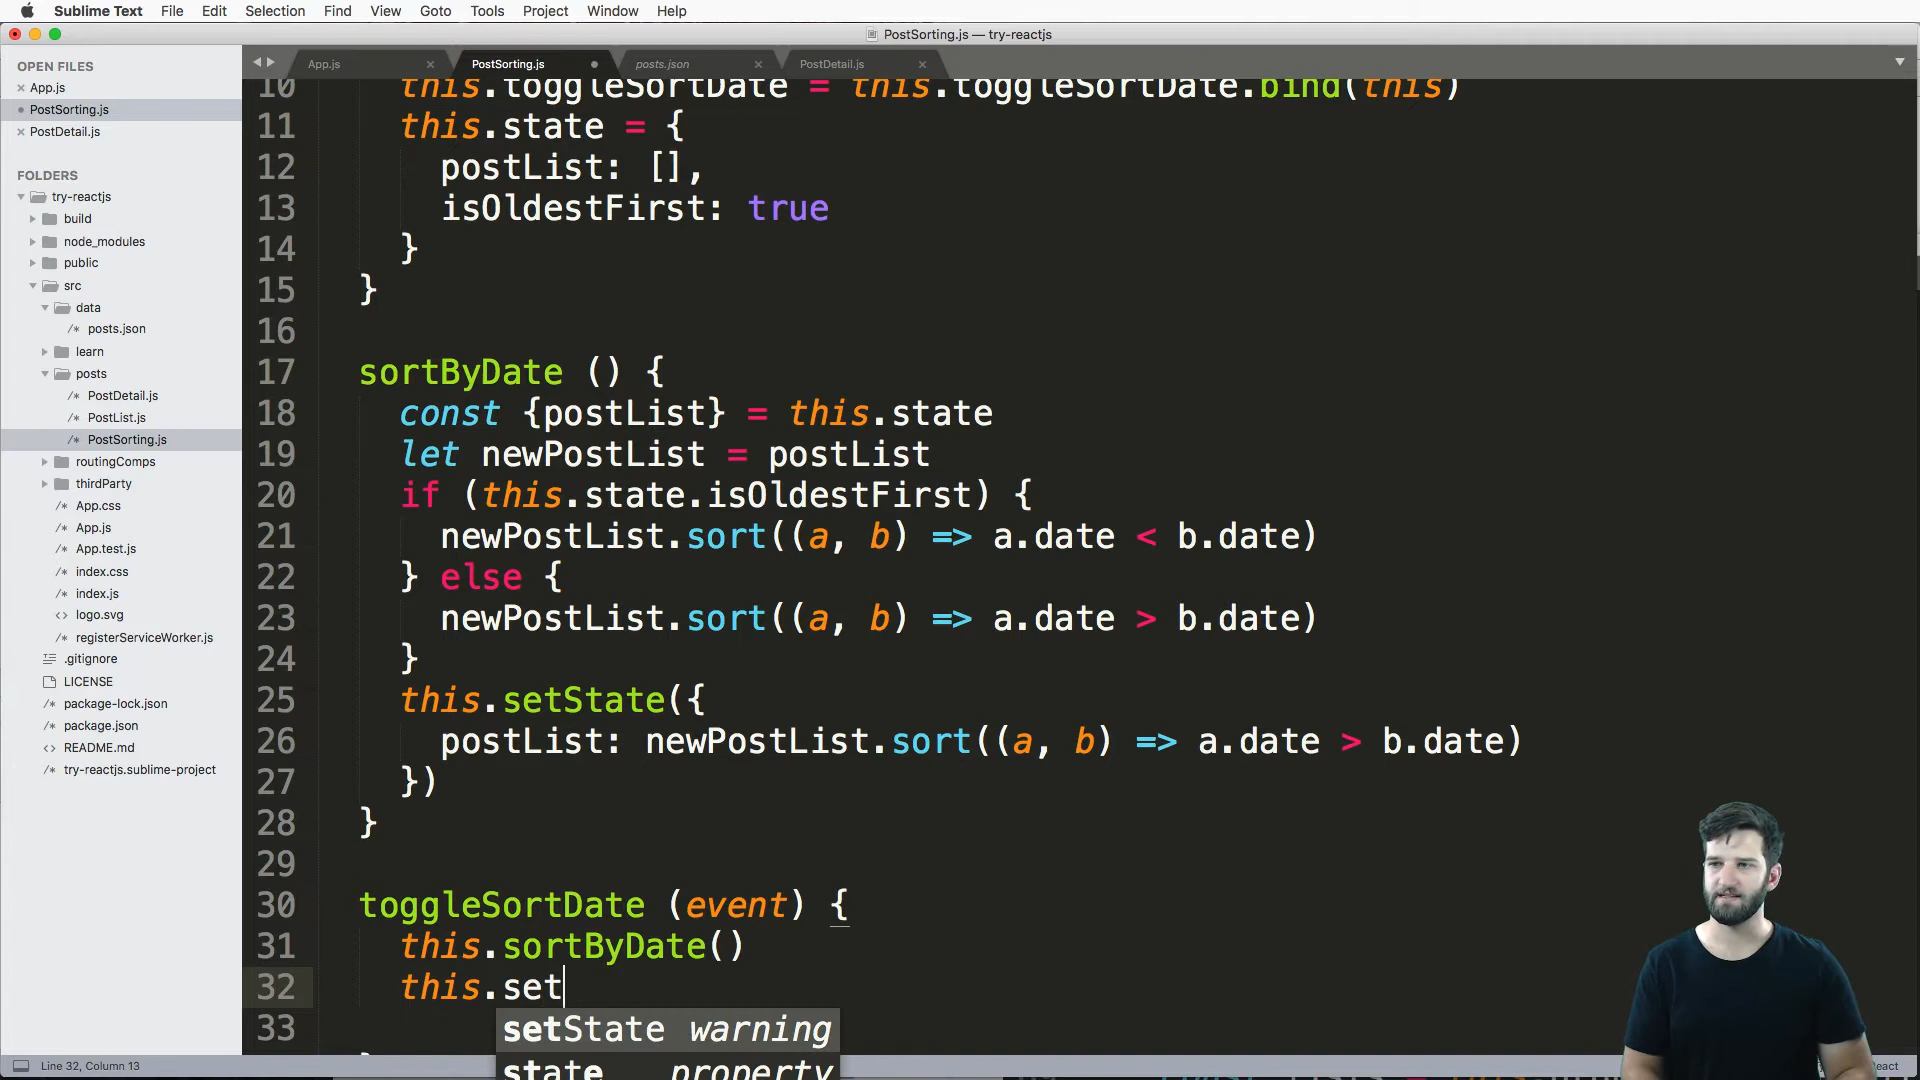 Sublime Text File Edit Selection Find View Goto Tools Project Window Help
PostSorting.js — try-reactjs
OPEN FILES
App.js
PostSorting.js
PostDetail.js
FOLDERS
try-reactjs
build
node_modules
public
src
data
posts.json
learn
posts
PostDetail.js
PostList.js
PostSorting.js
routingComps
thirdParty
App.css
App.js
App.test.js
index.css
index.js
logo.svg
registerServiceWorker.js
.gitignore
LICENSE
package-lock.json
package.json
README.md
try-reactjs.sublime-project
App.js PostSorting.js posts.json PostDetail.js
10 this.toggleSortDate = this.toggleSortDate.bind(this)
11 this.state = {
12 postList: [],
13 isOldestFirst: true
14 }
15 }
16
17 sortByDate () {
18 const {postList} = this.state
19 let newPostList = postList
20 if (this.state.isOldestFirst) {
21 newPostList.sort((a, b) => a.date < b.date)
22 } else {
23 newPostList.sort((a, b) => a.date > b.date)
24 }
25 this.setState({
26 postList: newPostList.sort((a, b) => a.date > b.date)
27 })
28 }
29
30 toggleSortDate (event) {
31 this.sortByDate()
32 this.set
33
setState warning
state property
Line 32, Column 13